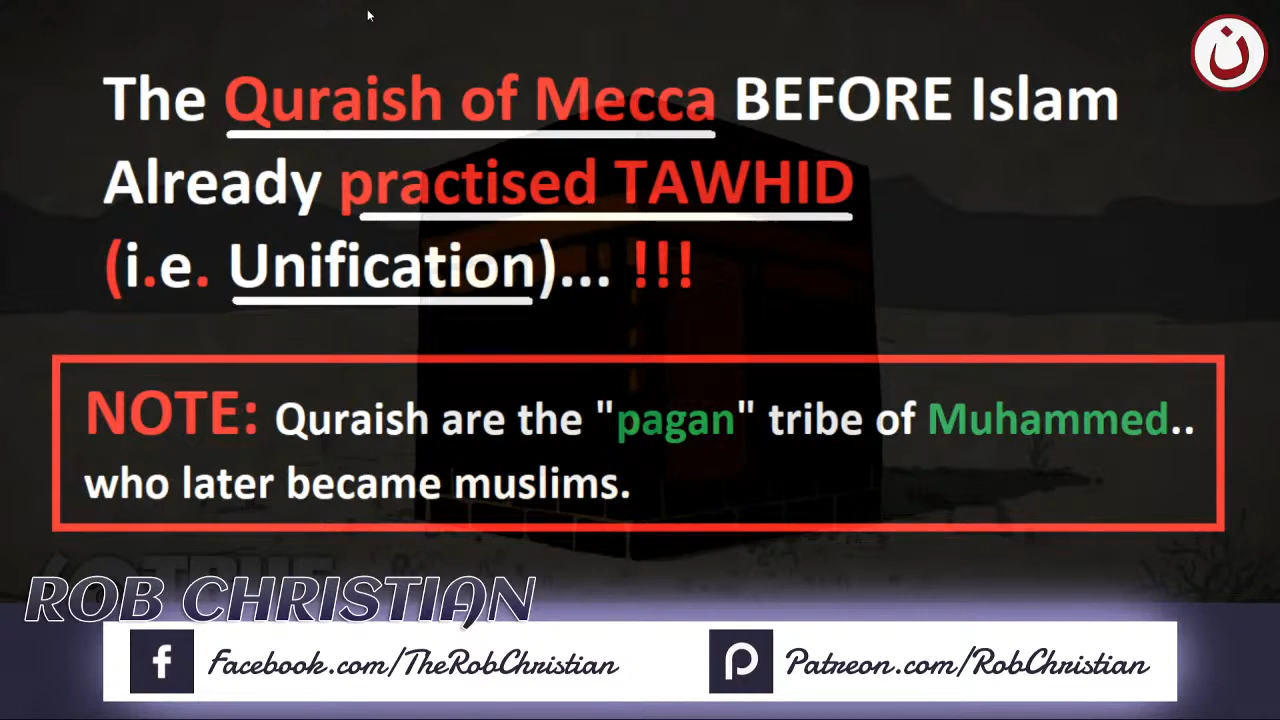 The Quraish of Mecca BEFORE Islam
Already practised TAWHID
(i.e. Unification)... !!!
NOTE: Quraish are the "pagan" tribe of Muhammed..
who later became muslims.
ROB CHRISTIAN
Facebook.com/TheRobChristian
Patreon.com/RobChristian
ن